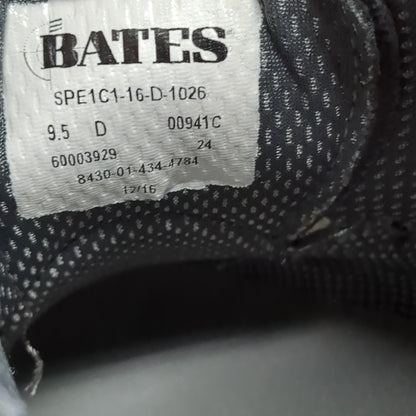 BATES
SPE1C1-16-D-1026
9.5 D 00941C
60003929 24
8430-01-434-4784
12/16